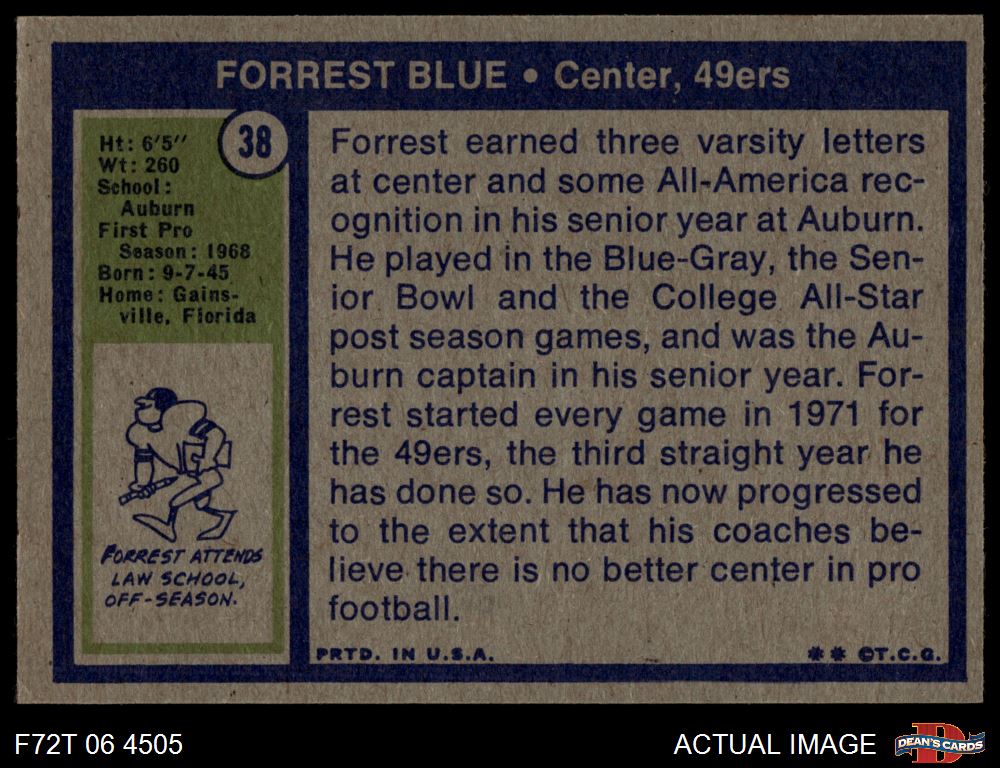 FORREST BLUE • Center, 49ers
38
Ht: 6'5''
Wt: 260
School:
Auburn
First Pro
Season: 1968
Born: 9-7-45
Home: Gains-
ville, Florida
FORREST ATTENDS
LAW SCHOOL,
OFF-SEASON.
Forrest earned three varsity letters
at center and some All-America rec-
ognition in his senior year at Auburn.
He played in the Blue-Gray, the Sen-
ior Bowl and the College All-Star
post season games, and was the Au-
burn captain in his senior year. For-
rest started every game in 1971 for
the 49ers, the third straight year he
has done so. He has now progressed
to the extent that his coaches be-
lieve there is no better center in pro
football.
PRTD. IN U.S.A.
* * ©T.C.G.
F72T 06 4505
ACTUAL IMAGE
D
DEAN'S CARDS